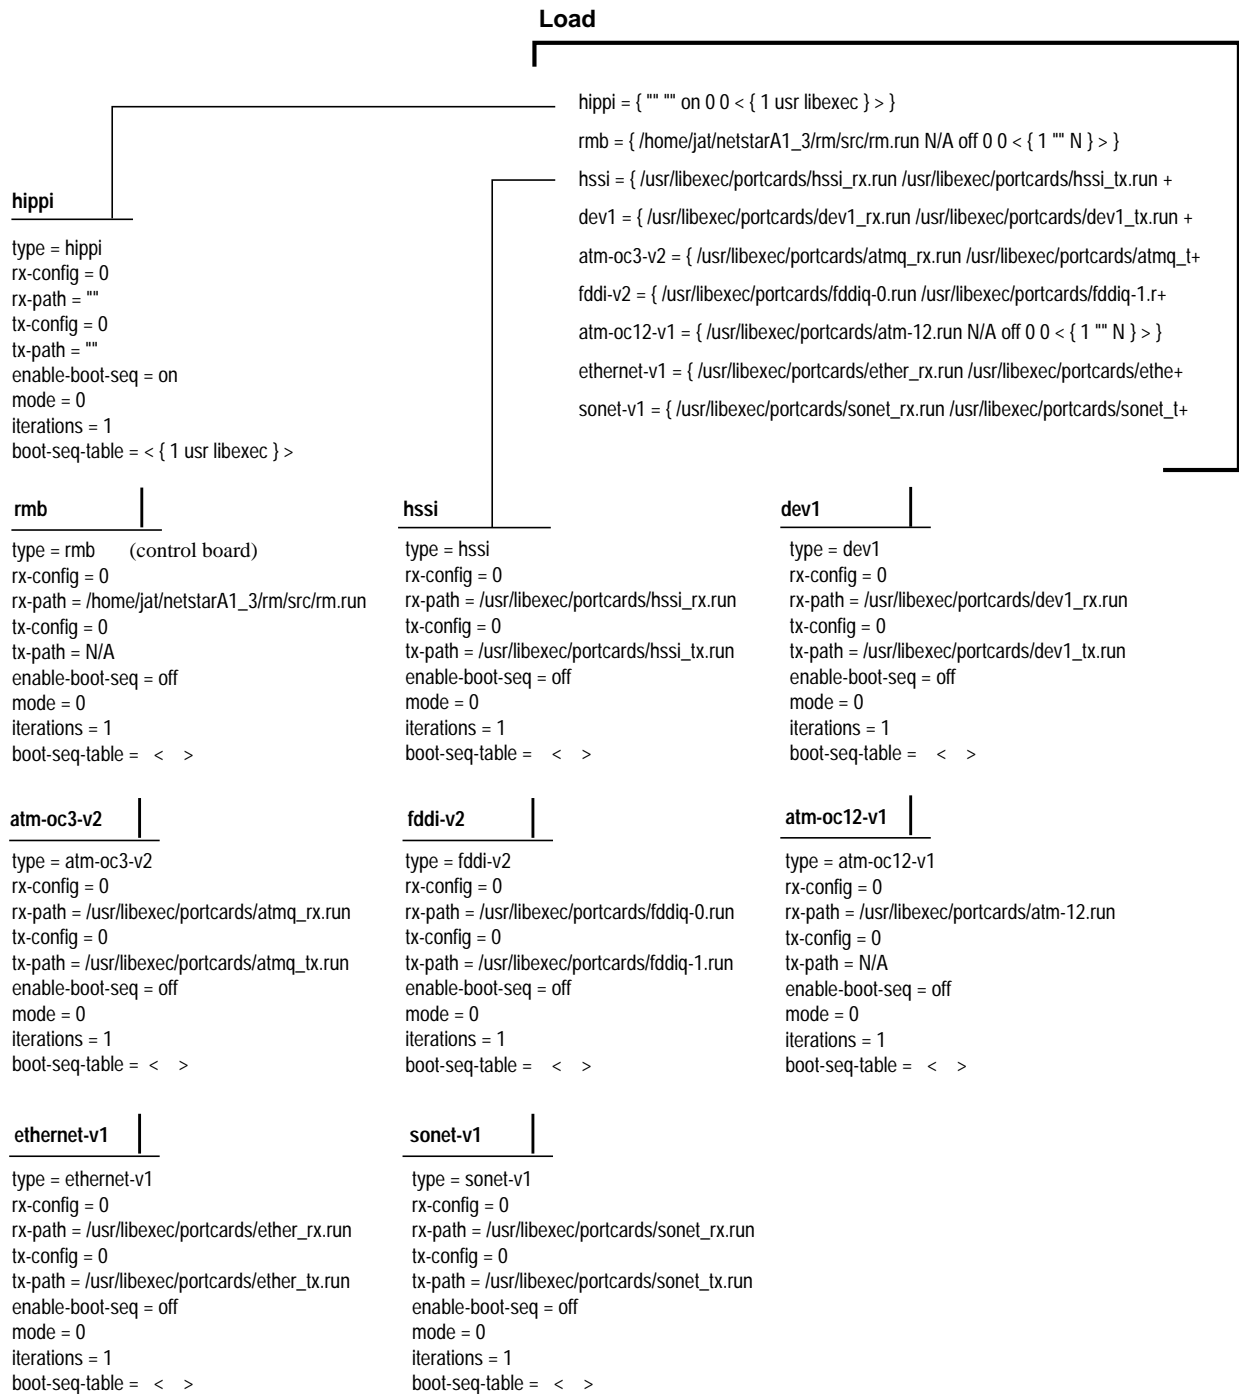 Load
hippi = { "" "" on 0 0 < { 1 usr libexec } > }
rmb = { /home/jat/netstarA1_3/rm/src/rm.run N/A off 0 0 < { 1 "" N } > }
hssi = { /usr/libexec/portcards/hssi_rx.run /usr/libexec/portcards/hssi_tx.run +
dev1 = { /usr/libexec/portcards/dev1_rx.run /usr/libexec/portcards/dev1_tx.run +
atm-oc3-v2 = { /usr/libexec/portcards/atmq_rx.run /usr/libexec/portcards/atmq_t+
fddi-v2 = { /usr/libexec/portcards/fddiq-0.run /usr/libexec/portcards/fddiq-1.r+
atm-oc12-v1 = { /usr/libexec/portcards/atm-12.run N/A off 0 0 < { 1 "" N } > }
ethernet-v1 = { /usr/libexec/portcards/ether_rx.run /usr/libexec/portcards/ethe+
sonet-v1 = { /usr/libexec/portcards/sonet_rx.run /usr/libexec/portcards/sonet_t+
hippi
type = hippi
rx-config = 0
rx-path = ""
tx-config = 0
tx-path = ""
enable-boot-seq = on
mode = 0
iterations = 1
boot-seq-table = < { 1 usr libexec } >
rmb
type = rmb (control board)
rx-config = 0
rx-path = /home/jat/netstarA1_3/rm/src/rm.run
tx-config = 0
tx-path = N/A
enable-boot-seq = off
mode = 0
iterations = 1
boot-seq-table = < >
hssi
type = hssi
rx-config = 0
rx-path = /usr/libexec/portcards/hssi_rx.run
tx-config = 0
tx-path = /usr/libexec/portcards/hssi_tx.run
enable-boot-seq = off
mode = 0
iterations = 1
boot-seq-table = < >
dev1
type = dev1
rx-config = 0
rx-path = /usr/libexec/portcards/dev1_rx.run
tx-config = 0
tx-path = /usr/libexec/portcards/dev1_tx.run
enable-boot-seq = off
mode = 0
iterations = 1
boot-seq-table = < >
atm-oc3-v2
type = atm-oc3-v2
rx-config = 0
rx-path = /usr/libexec/portcards/atmq_rx.run
tx-config = 0
tx-path = /usr/libexec/portcards/atmq_tx.run
enable-boot-seq = off
mode = 0
iterations = 1
boot-seq-table = < >
fddi-v2
type = fddi-v2
rx-config = 0
rx-path = /usr/libexec/portcards/fddiq-0.run
tx-config = 0
tx-path = /usr/libexec/portcards/fddiq-1.run
enable-boot-seq = off
mode = 0
iterations = 1
boot-seq-table = < >
atm-oc12-v1
type = atm-oc12-v1
rx-config = 0
rx-path = /usr/libexec/portcards/atm-12.run
tx-config = 0
tx-path = N/A
enable-boot-seq = off
mode = 0
iterations = 1
boot-seq-table = < >
ethernet-v1
type = ethernet-v1
rx-config = 0
rx-path = /usr/libexec/portcards/ether_rx.run
tx-config = 0
tx-path = /usr/libexec/portcards/ether_tx.run
enable-boot-seq = off
mode = 0
iterations = 1
boot-seq-table = < >
sonet-v1
type = sonet-v1
rx-config = 0
rx-path = /usr/libexec/portcards/sonet_rx.run
tx-config = 0
tx-path = /usr/libexec/portcards/sonet_tx.run
enable-boot-seq = off
mode = 0
iterations = 1
boot-seq-table = < >